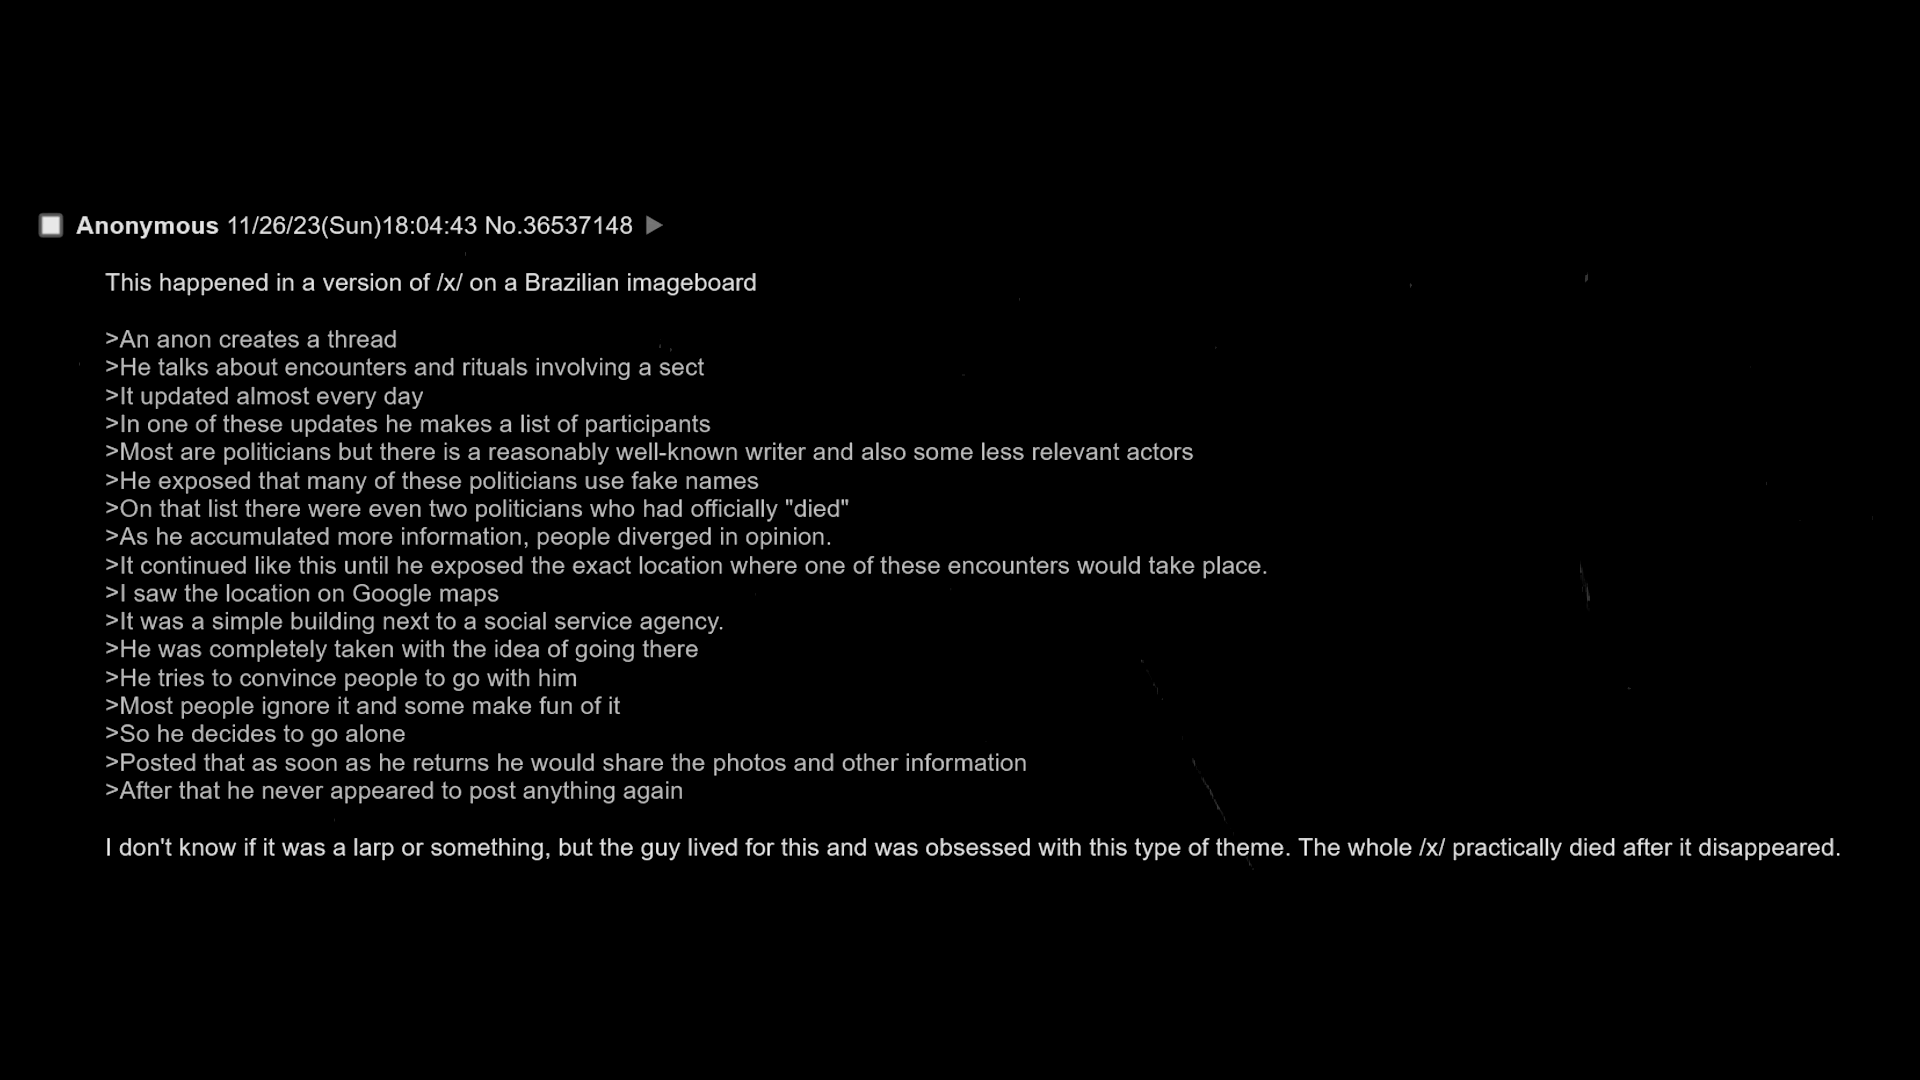 Anonymous 11/26/23(Sun)18:04:43 No.36537148 ▶
This happened in a version of /x/ on a Brazilian imageboard
>An anon creates a thread
>He talks about encounters and rituals involving a sect
>It updated almost every day
>In one of these updates he makes a list of participants
>Most are politicians but there is a reasonably well-known writer and also some less relevant actors
>He exposed that many of these politicians use fake names
>On that list there were even two politicians who had officially "died"
>As he accumulated more information, people diverged in opinion.
>It continued like this until he exposed the exact location where one of these encounters would take place.
>I saw the location on Google maps
>It was a simple building next to a social service agency.
>He was completely taken with the idea of going there
>He tries to convince people to go with him
>Most people ignore it and some make fun of it
>So he decides to go alone
>Posted that as soon as he returns he would share the photos and other information
>After that he never appeared to post anything again
I don't know if it was a larp or something, but the guy lived for this and was obsessed with this type of theme. The whole /x/ practically died after it disappeared.